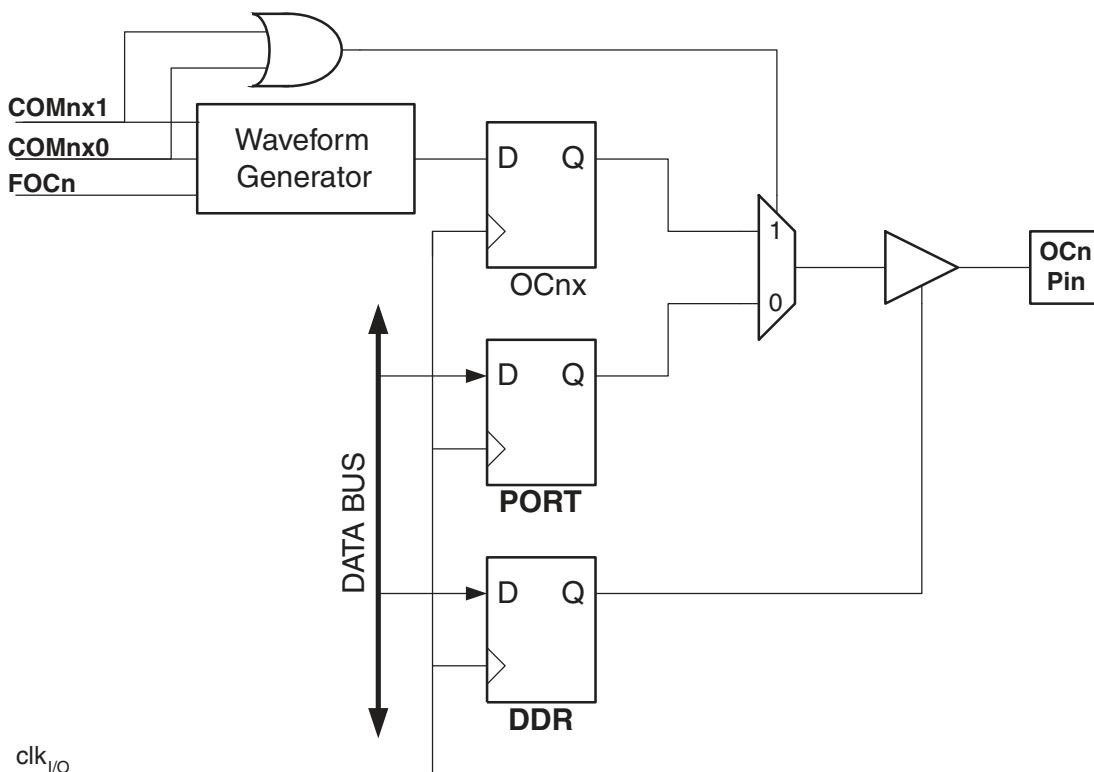 COMnx1
COMnx0
FOCn
Waveform
Generator
D Q
OCnx
1
0
OCn
Pin
D Q
PORT
DATA BUS
D Q
DDR
clkI/O